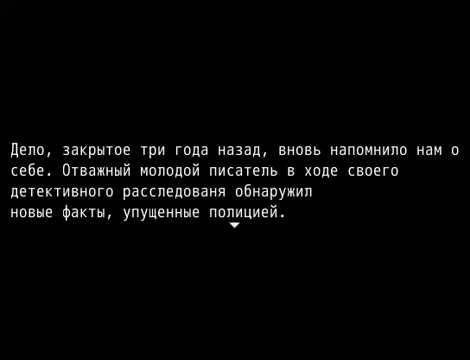 Дело, закрытое три года назад, вновь напомнило нам о
себе. Отважный молодой писатель в ходе своего
детективного расследованя обнаружил
новые факты, упущенные полицией.